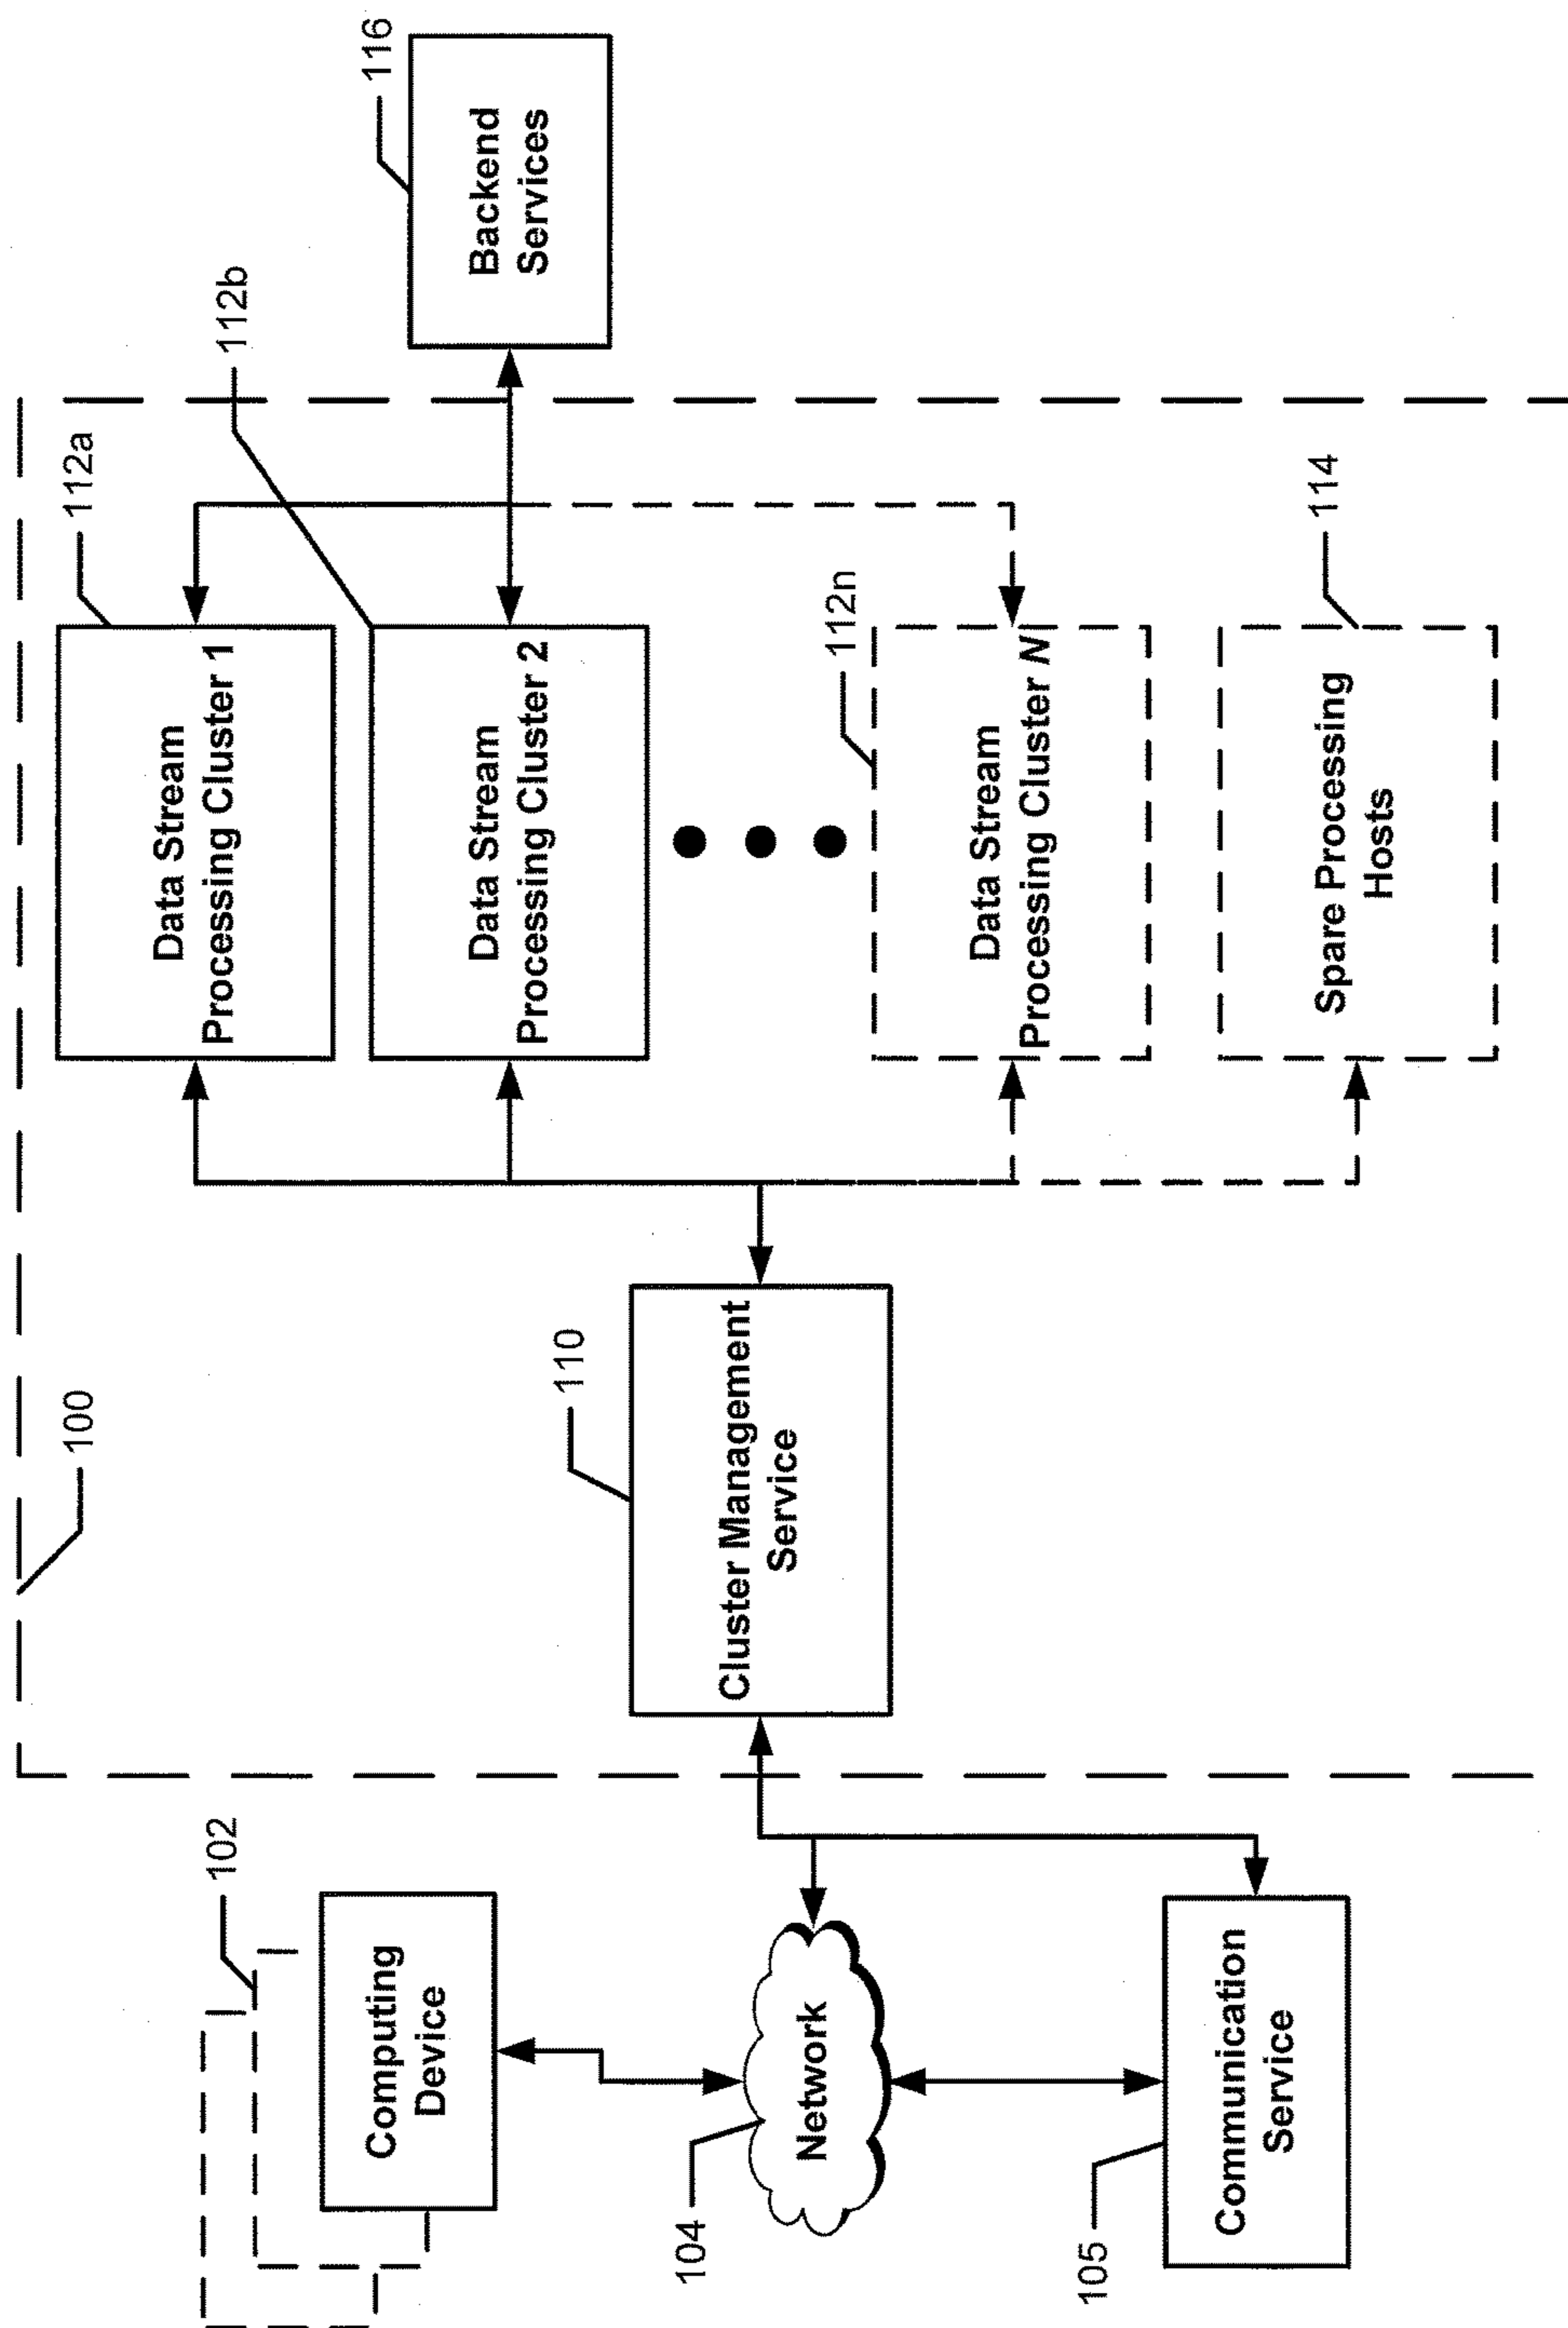 100
102
Computing
Device
104
Network
105
Communication
Service
110
Cluster Management
Service
112a
Data Stream
Processing Cluster 1
112b
Data Stream
Processing Cluster 2
112n
Data Stream
Processing Cluster N
114
Spare Processing
Hosts
116
Backend
Services